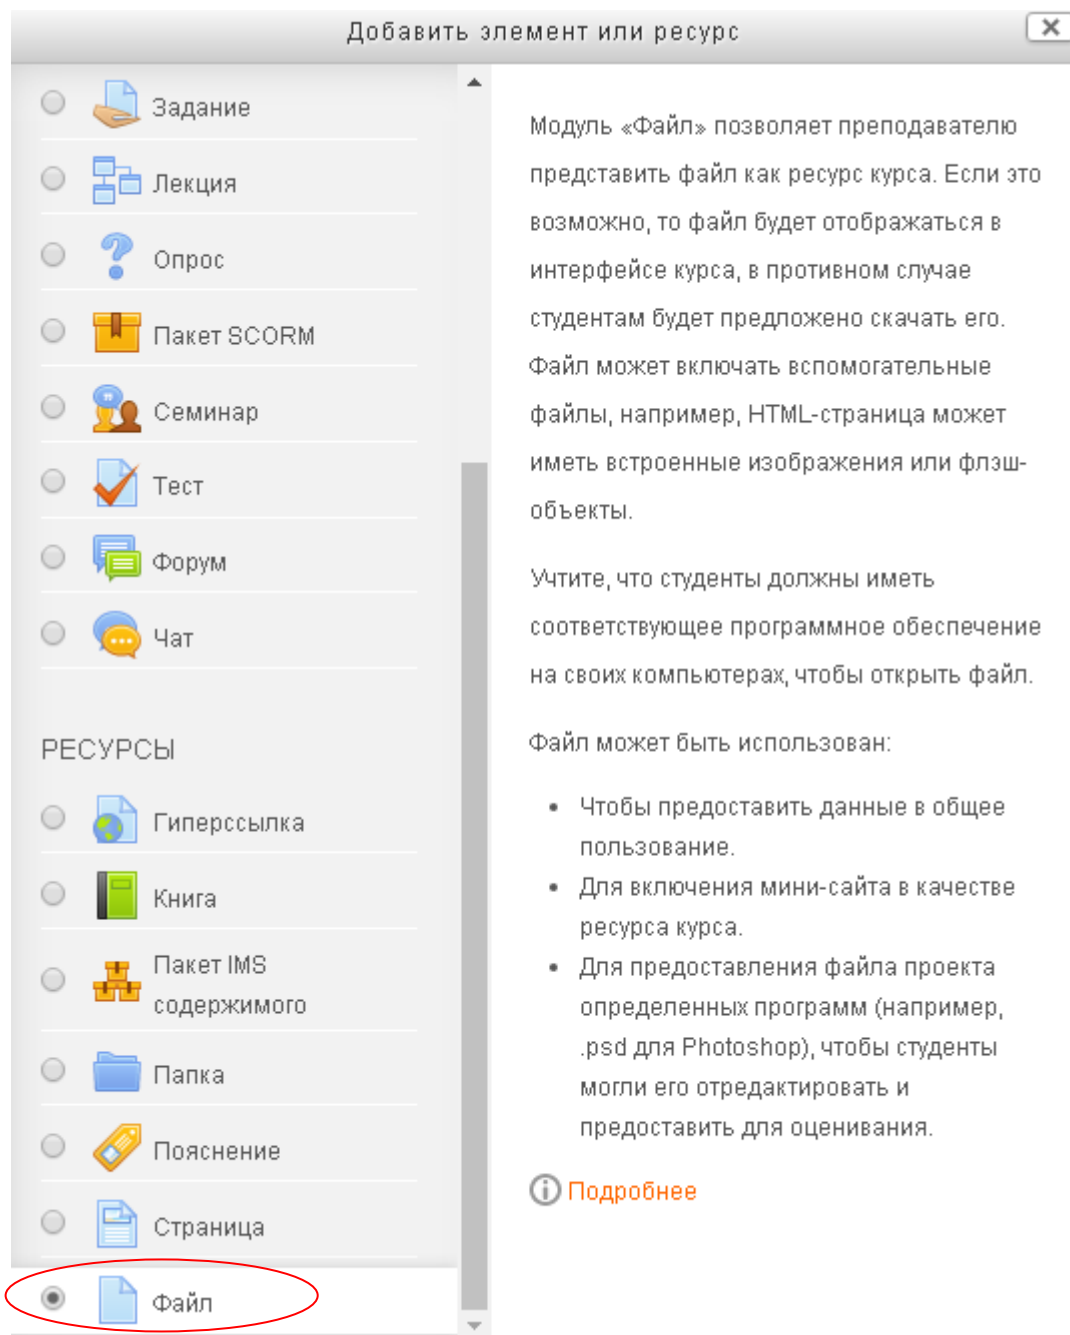 Добавить элемент или ресурс
Задание
Лекция
Опрос
Пакет SCORM
Семинар
Тест
Форум
Чат
РЕСУРСЫ
Гиперссылка
Книга
Пакет IMS
содержимого
Папка
Пояснение
Страница
Файл
Модуль «Файл» позволяет преподавателю
представить файл как ресурс курса. Если это
возможно, то файл будет отображаться в
интерфейсе курса, в противном случае
студентам будет предложено скачать его.
Файл может включать вспомогательные
файлы, например, HTML-страница может
иметь встроенные изображения или флэш-
объекты.
Учтите, что студенты должны иметь
соответствующее программное обеспечение
на своих компьютерах, чтобы открыть файл.
Файл может быть использован:
• Чтобы предоставить данные в общее
пользование.
• Для включения мини-сайта в качестве
ресурса курса.
• Для предоставления файла проекта
определенных программ (например,
.psd для Photoshop), чтобы студенты
могли его отредактировать и
предоставить для оценивания.
Подробнее